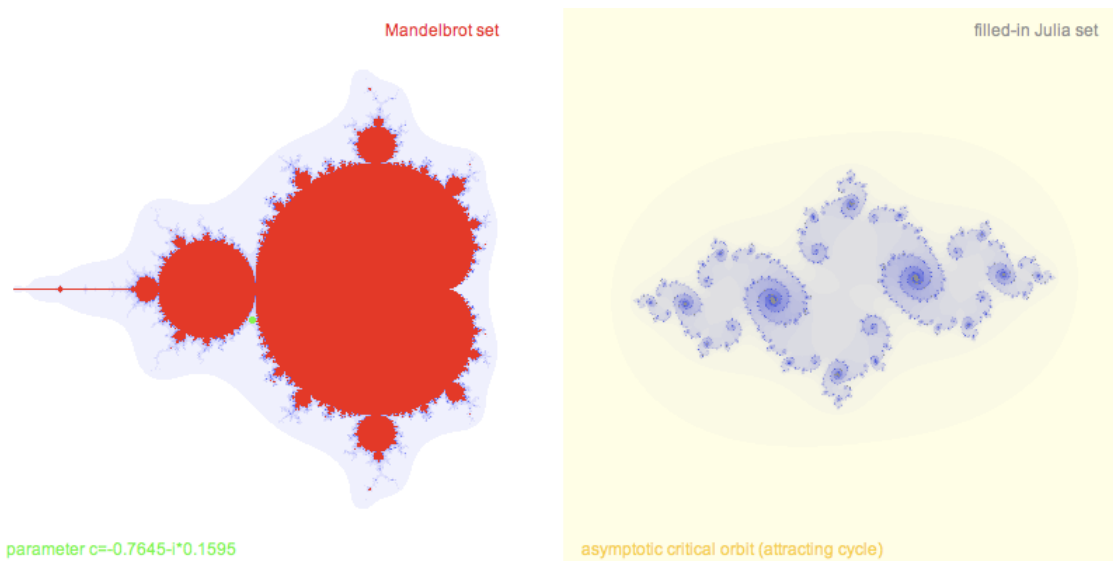 Mandelbrot set
filled-in Julia set
parameter c=-0.7645-i*0.1595
asymptotic critical orbit (attracting cycle)